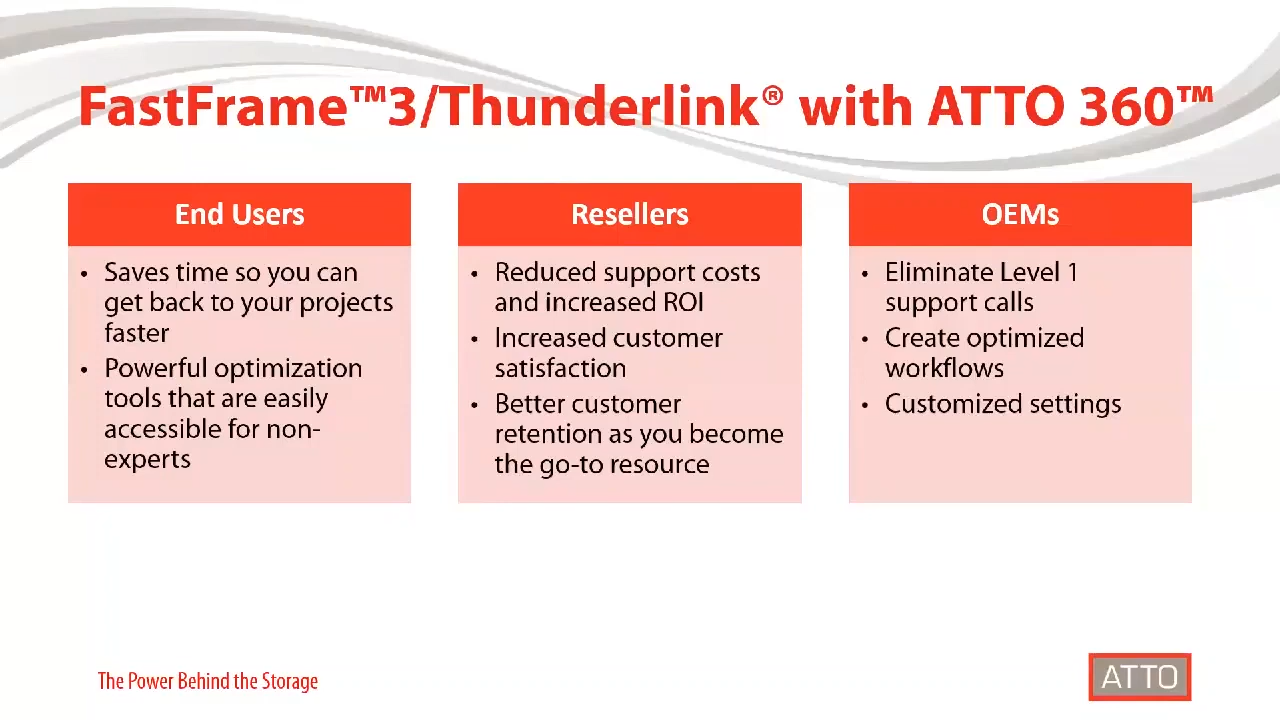 FastFrame™3/Thunderlink® with ATTO 360™
End Users
• Saves time so you can
get back to your projects
faster
• Powerful optimization
tools that are easily
accessible for non-
experts
Resellers
• Reduced support costs
and increased ROI
• Increased customer
satisfaction
• Better customer
retention as you become
the go-to resource
OEMs
• Eliminate Level 1
support calls
• Create optimized
workflows
• Customized settings
The Power Behind the Storage
ATTO